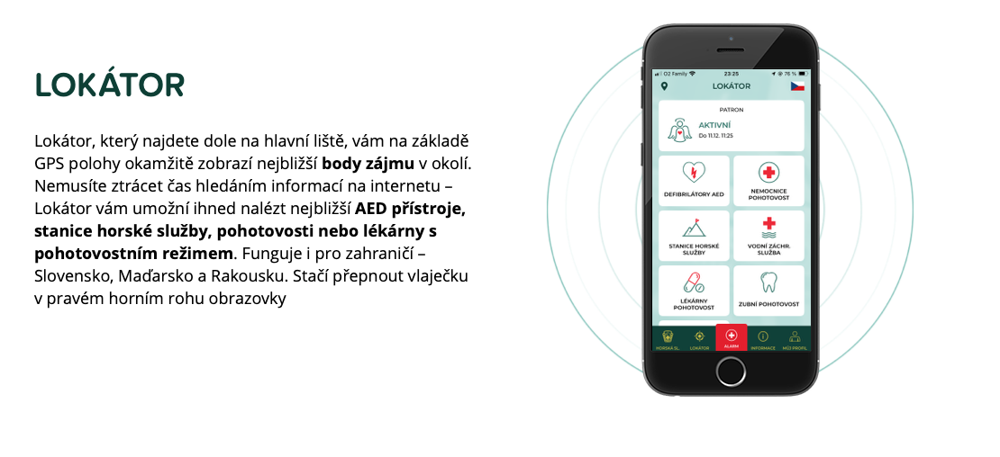 LOKÁTOR
Lokátor, který najdete dole na hlavní liště, vám na základě
GPS polohy okamžitě zobrazí nejbližší body zájmu v okolí.
Nemusíte ztrácet čas hledáním informací na internetu –
Lokátor vám umožní ihned nalézt nejbližší AED přístroje,
stanice horské služby, pohotovosti nebo lékárny s
pohotovostním režimem. Funguje i pro zahraničí –
Slovensko, Maďarsko a Rakousku. Stačí přepnout vlaječku
v pravém horním rohu obrazovky
O2 Family 23:25 76 %
LOKÁTOR
PATRON
AKTIVNÍ
Do 11.12. 11:25
DEFIBRILÁTORY AED
NEMOCNICE
POHOTOVOST
STANICE HORSKÉ
SLUŽBY
VODNÍ ZÁCHR.
SLUŽBA
LÉKÁRNY
POHOTOVOST
ZUBNÍ POHOTOVOST
HORSKÁ SL. LOKÁTOR ALARM INFORMACE MŮJ PROFIL